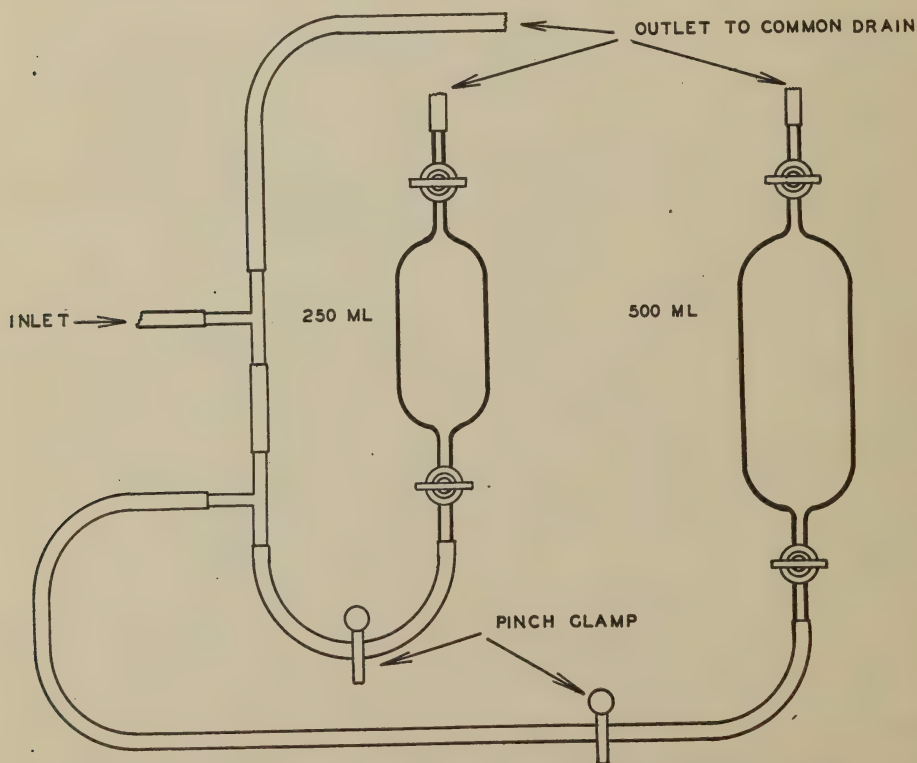 OUTLET TO COMMON DRAIN
INLET
250 ML
500 ML
PINCH CLAMP